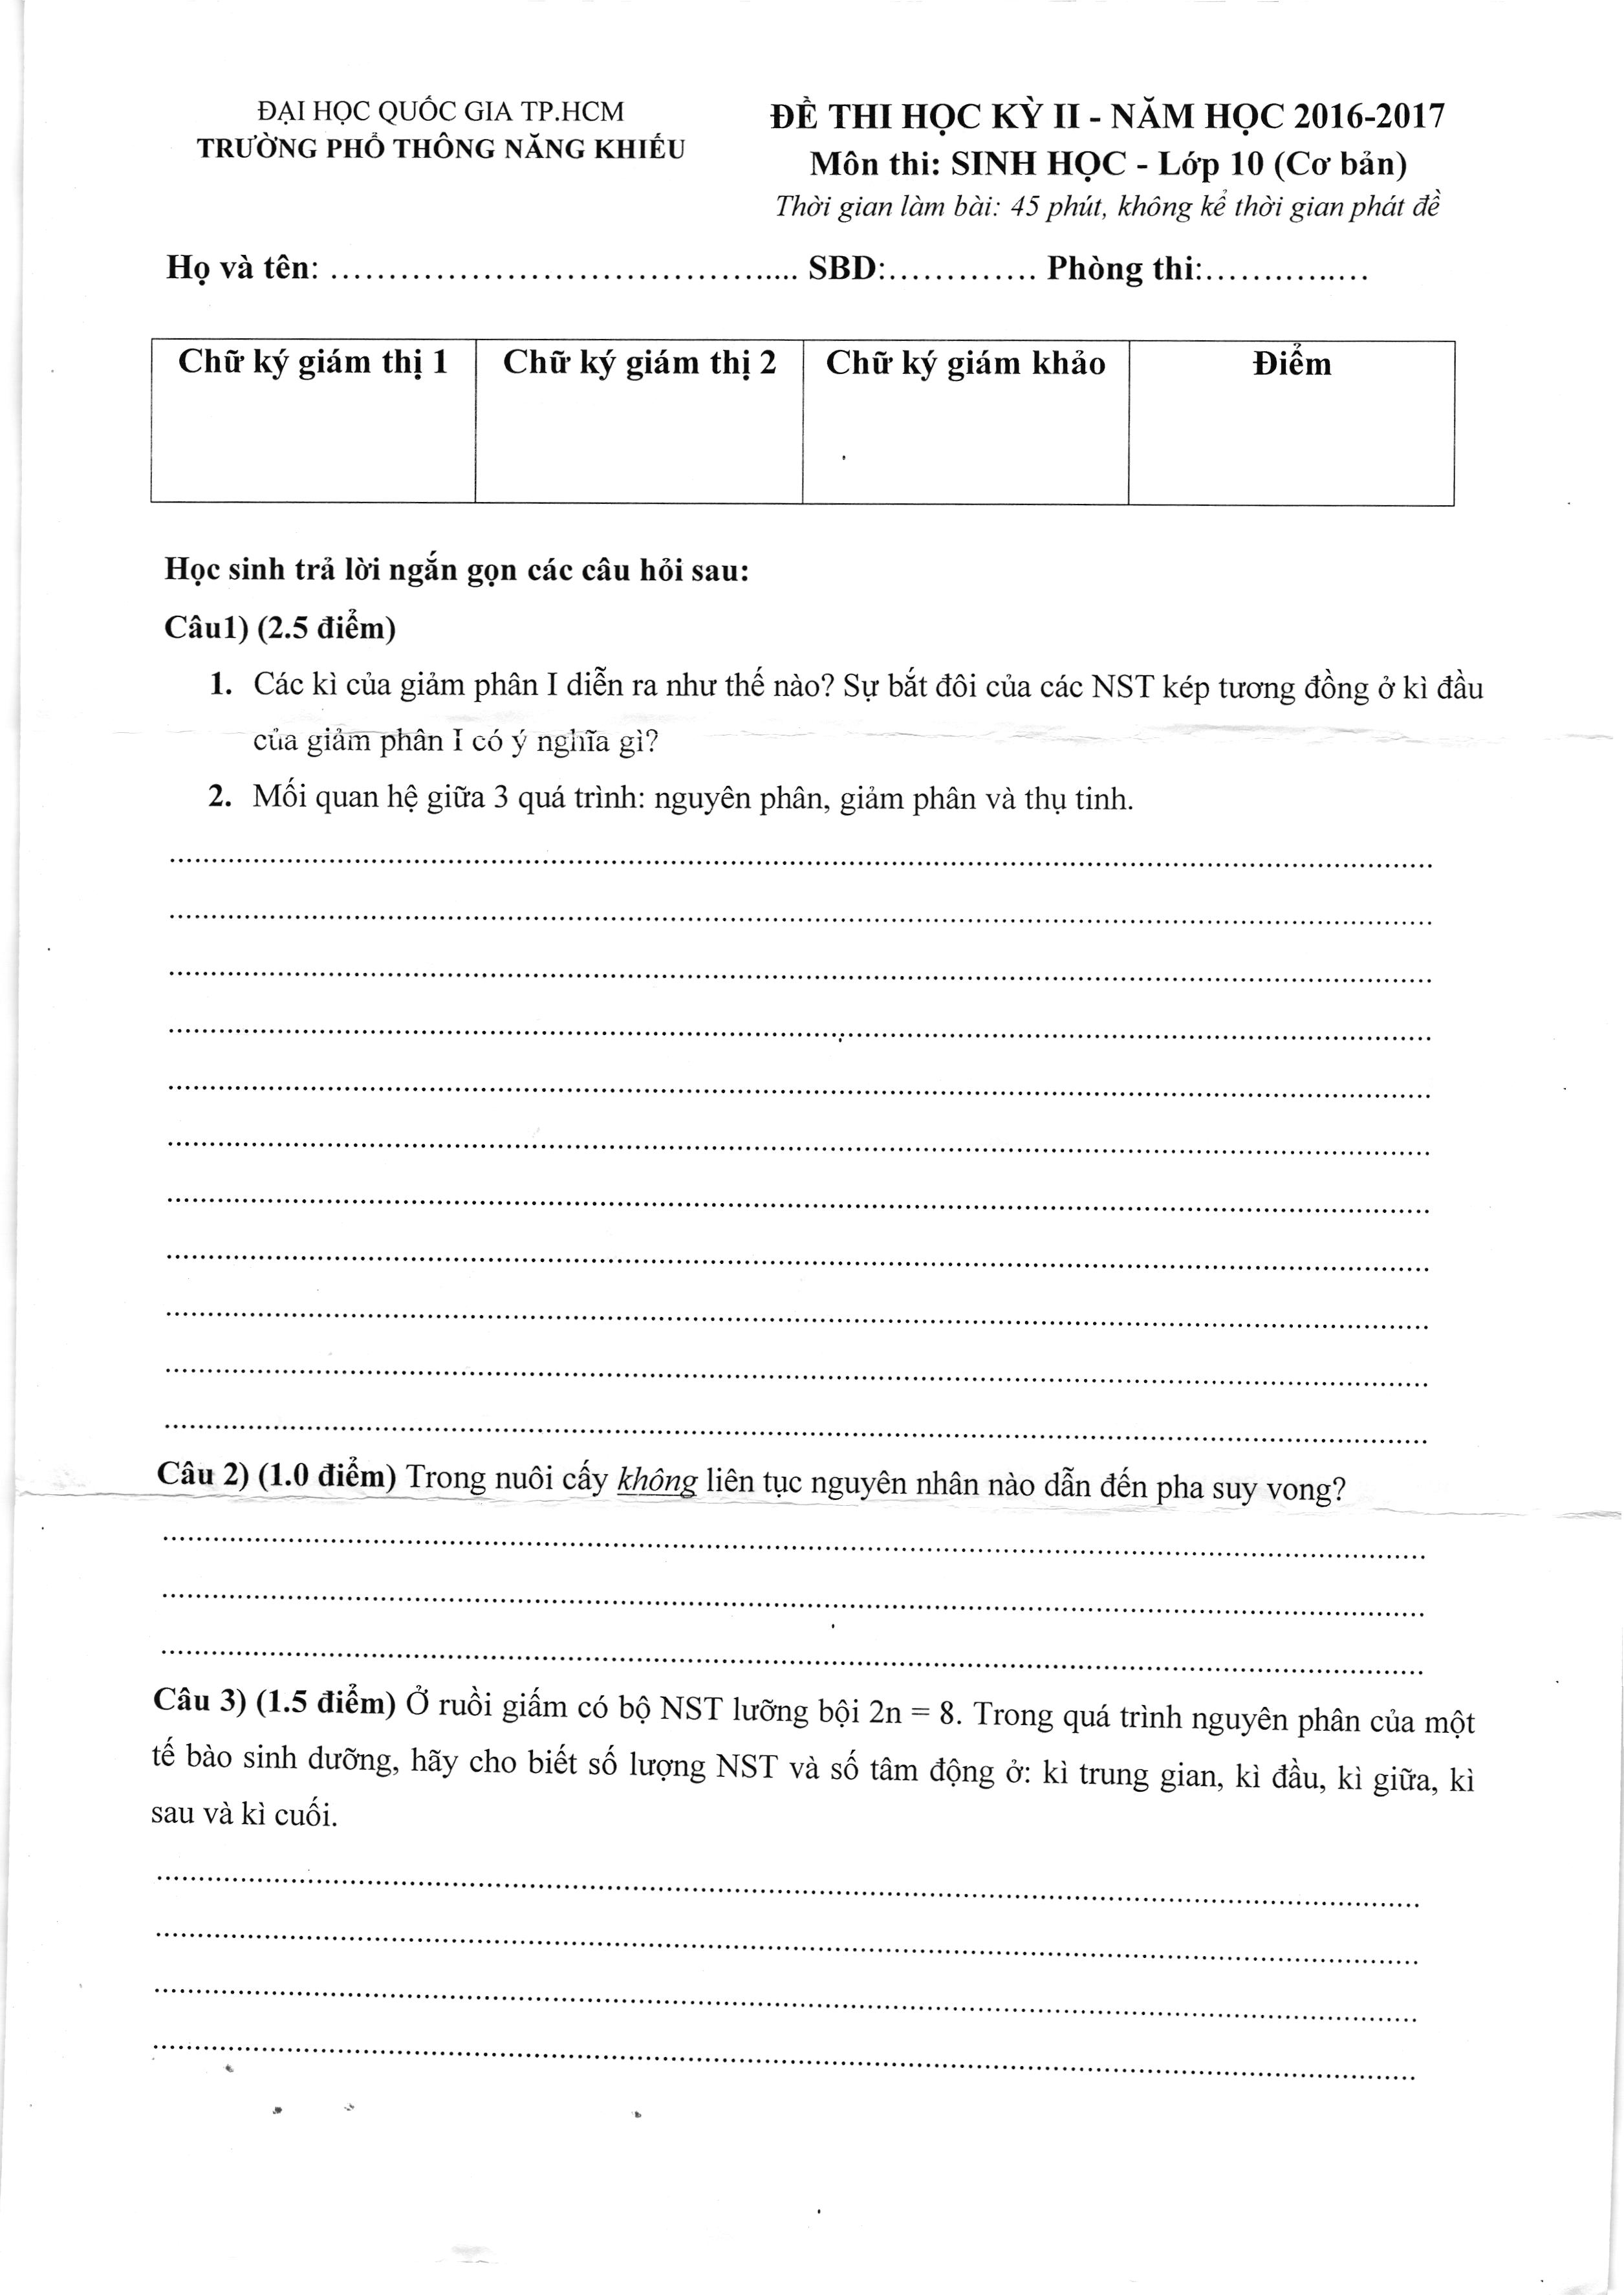 ĐẠI HỌC QUỐC GIA TP.HCM
TRƯỜNG PHỔ THÔNG NĂNG KHIẾU
ĐỀ THI HỌC KỲ II - NĂM HỌC 2016-2017
Môn thi: SINH HỌC - Lớp 10 (Cơ bản)
Thời gian làm bài: 45 phút, không kể thời gian phát đề
Họ và tên: ........................................ SBD:............. Phòng thi:..............
Chữ ký giám thị 1
Chữ ký giám thị 2
Chữ ký giám khảo
Điểm
Học sinh trả lời ngắn gọn các câu hỏi sau:
Câu1) (2.5 điểm)
1. Các kì của giảm phân I diễn ra như thế nào? Sự bắt đôi của các NST kép tương đồng ở kì đầu
của giảm phân I có ý nghĩa gì?
2. Mối quan hệ giữa 3 quá trình: nguyên phân, giảm phân và thụ tinh.
Câu 2) (1.0 điểm) Trong nuôi cấy không liên tục nguyên nhân nào dẫn đến pha suy vong?
Câu 3) (1.5 điểm) Ở ruồi giấm có bộ NST lưỡng bội 2n = 8. Trong quá trình nguyên phân của một
tế bào sinh dưỡng, hãy cho biết số lượng NST và số tâm động ở: kì trung gian, kì đầu, kì giữa, kì
sau và kì cuối.